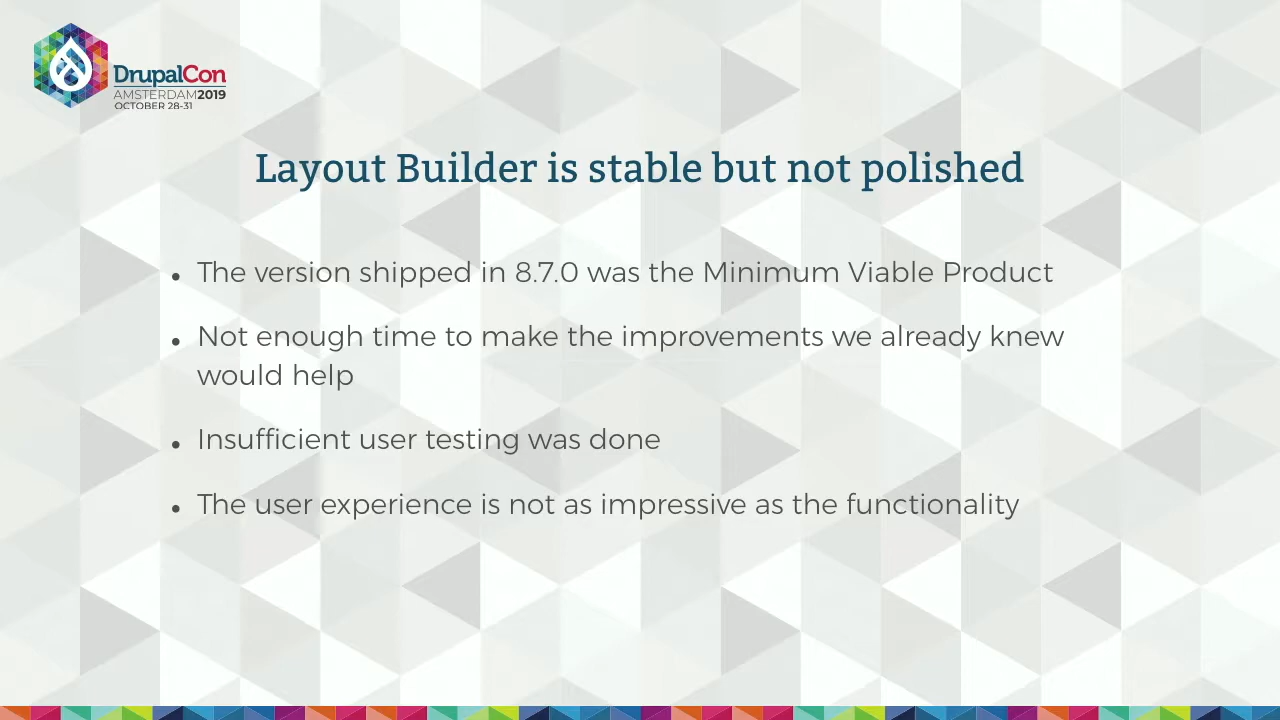 DrupalCon
AMSTERDAM2019
OCTOBER 28-31
Layout Builder is stable but not polished
• The version shipped in 8.7.0 was the Minimum Viable Product
• Not enough time to make the improvements we already knew
would help
• Insufficient user testing was done
• The user experience is not as impressive as the functionality